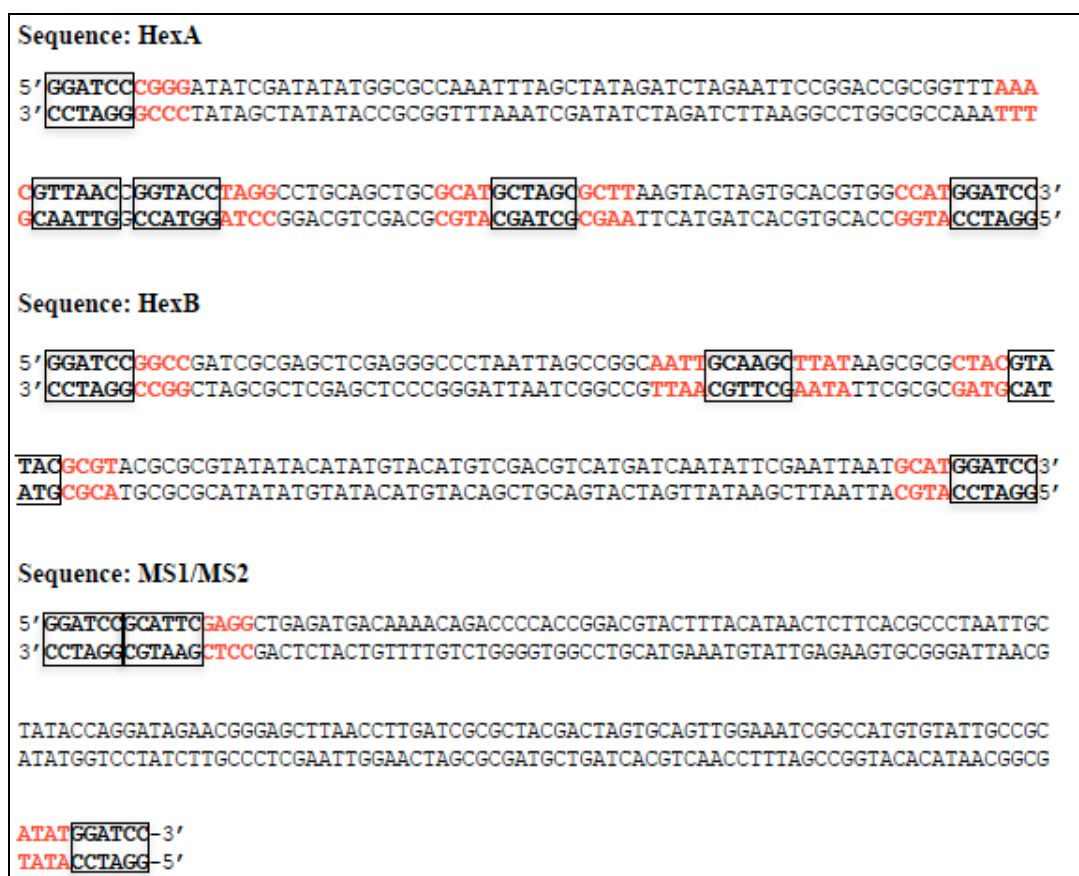 Sequence: HexA
5′GGATCCCGGGATATCGATATATGGCGCCAAATTTAGCTATAGATCTAGAATTCCGGACCGCGGTTTAAA
3′CCTAGGGCCCTATAGCTATATACCGCGGTTTAAATCGATATCTAGATCTTAAGGCCTGGCGCCAAATTT
CGTTAACCGGTACCTAGGCCTGCAGCTGCGCATGCTAGCGCTTAAGTACTAGTGCACGTGGCCATGGATCC3′
GCAATTGGCCATGGATCCGGACGTCGACGCGTACGATCGCGAATTCATGATCACGTGCACCGGTACCTAGG5′
Sequence: HexB
5′GGATCCGGCCGATCGCGAGCTCGAGGGCCCTAATTAGCCGGCAATTGCAAGCTTATAAGCGCGCTACGTA
3′CCTAGGCCGGCTAGCGCTCGAGCTCCCGGGATTAATCGGCCGTTAACGTTCGAATATTCGCGCGATGCAT
TACGCGTACGCGCGTATATACATATGTACATGTCGACGTCATGATCAATATTCGAATTAATGCATGGATCC3′
ATGCGCATGCGCGCATATATGTATACATGTACAGCTGCAGTACTAGTTATAAGCTTAATTACGTACCTAGG5′
Sequence: MS1/MS2
5′GGATCCGCATTCGAGGCTGAGATGACAAAACAGACCCCACCGGACGTACTTTACATAACTCTTCACGCCCTAATTGC
3′CCTAGGCGTAAGCTCCGACTCTACTGTTTTGTCTGGGGTGGCCTGCATGAAATGTATTGAGAAGTGCGGGATTAACG
TATACCAGGATAGAACGGGAGCTTAACCTTGATCGCGCTACGACTAGTGCAGTTGGAAATCGGCCATGTGTATTGCCGC
ATATGGTCCTATCTTGCCCTCGAATTGGAACTAGCGCGATGCTGATCACGTCAACCTTTAGCCGGTACACATAACGGCG
ATATGGATCC-3′
TATACCTAGG-5′